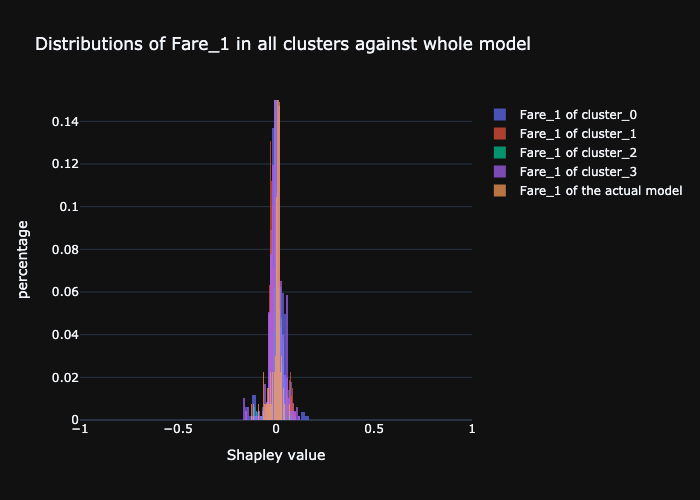 Distributions of Fare_1 in all clusters against whole model
Fare_1 of cluster_0
Fare_1 of cluster_1
Fare_1 of cluster_2
Fare_1 of cluster_3
Fare_1 of the actual model
percentage
0.14
0.12
0.1
0.08
0.06
0.04
0.02
0
−1
−0.5
0
0.5
1
Shapley value